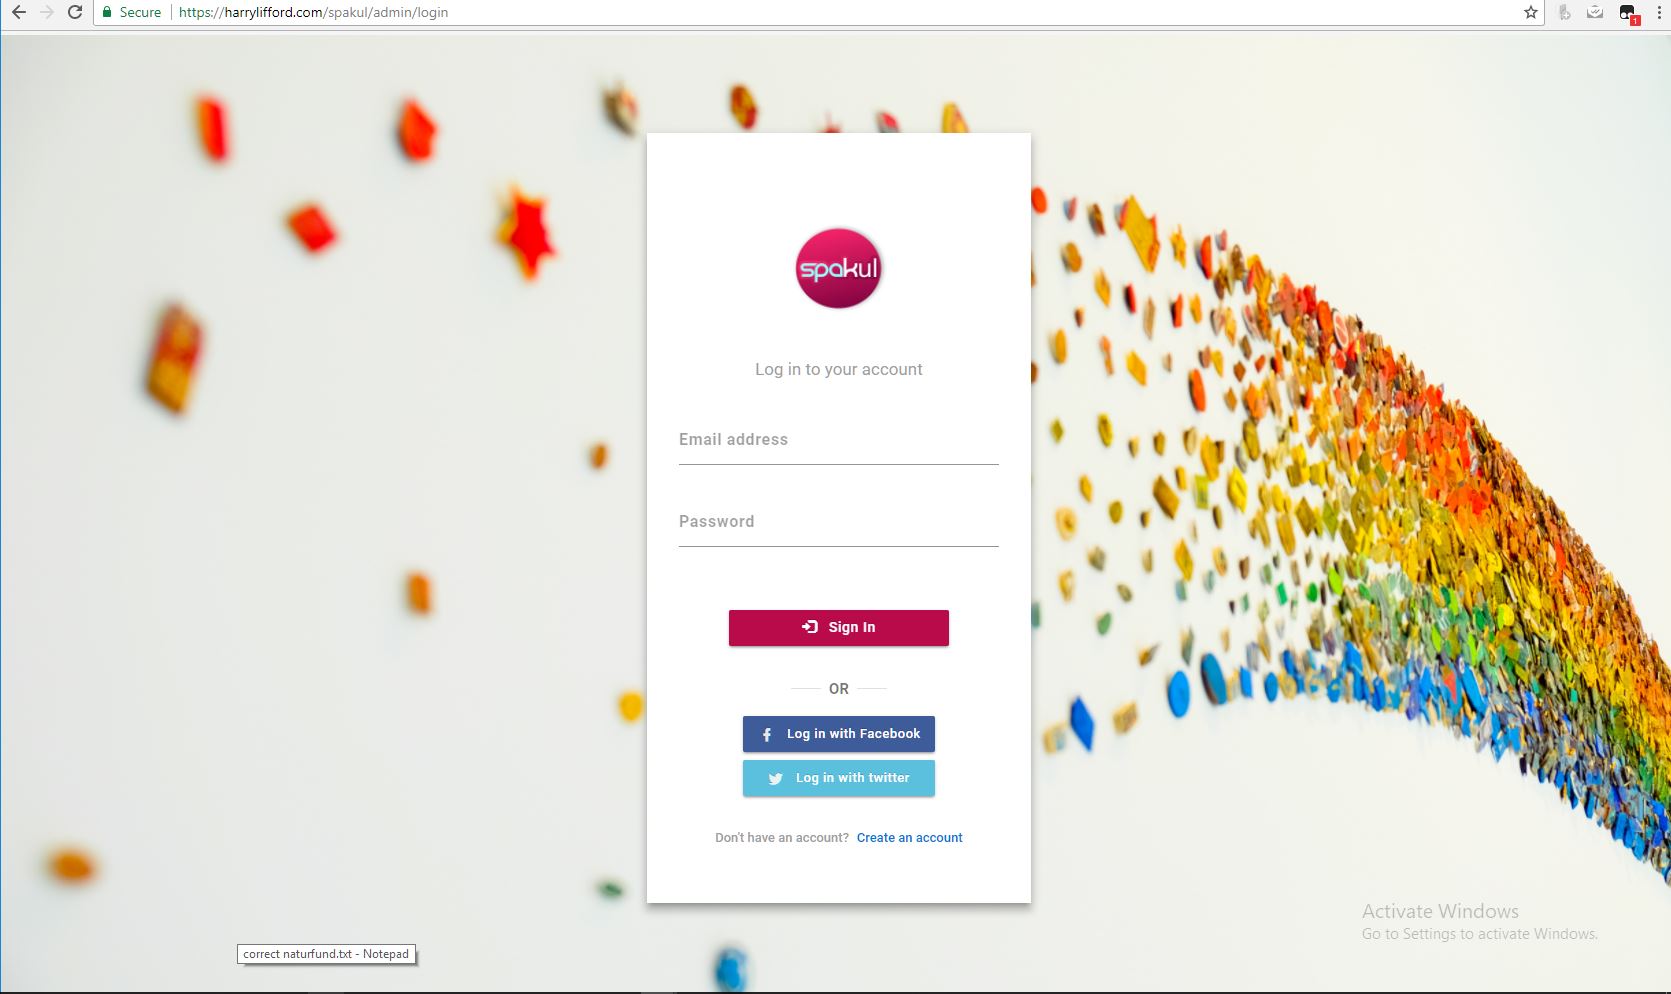 Secure
https://harrylifford.com/spakul/admin/login
spakul
Log in to your account
Email address
Password
Sign In
OR
Log in with Facebook
Log in with twitter
Don't have an account? Create an account
Activate Windows
Go to Settings to activate Windows.
correct naturfund.txt - Notepad
1